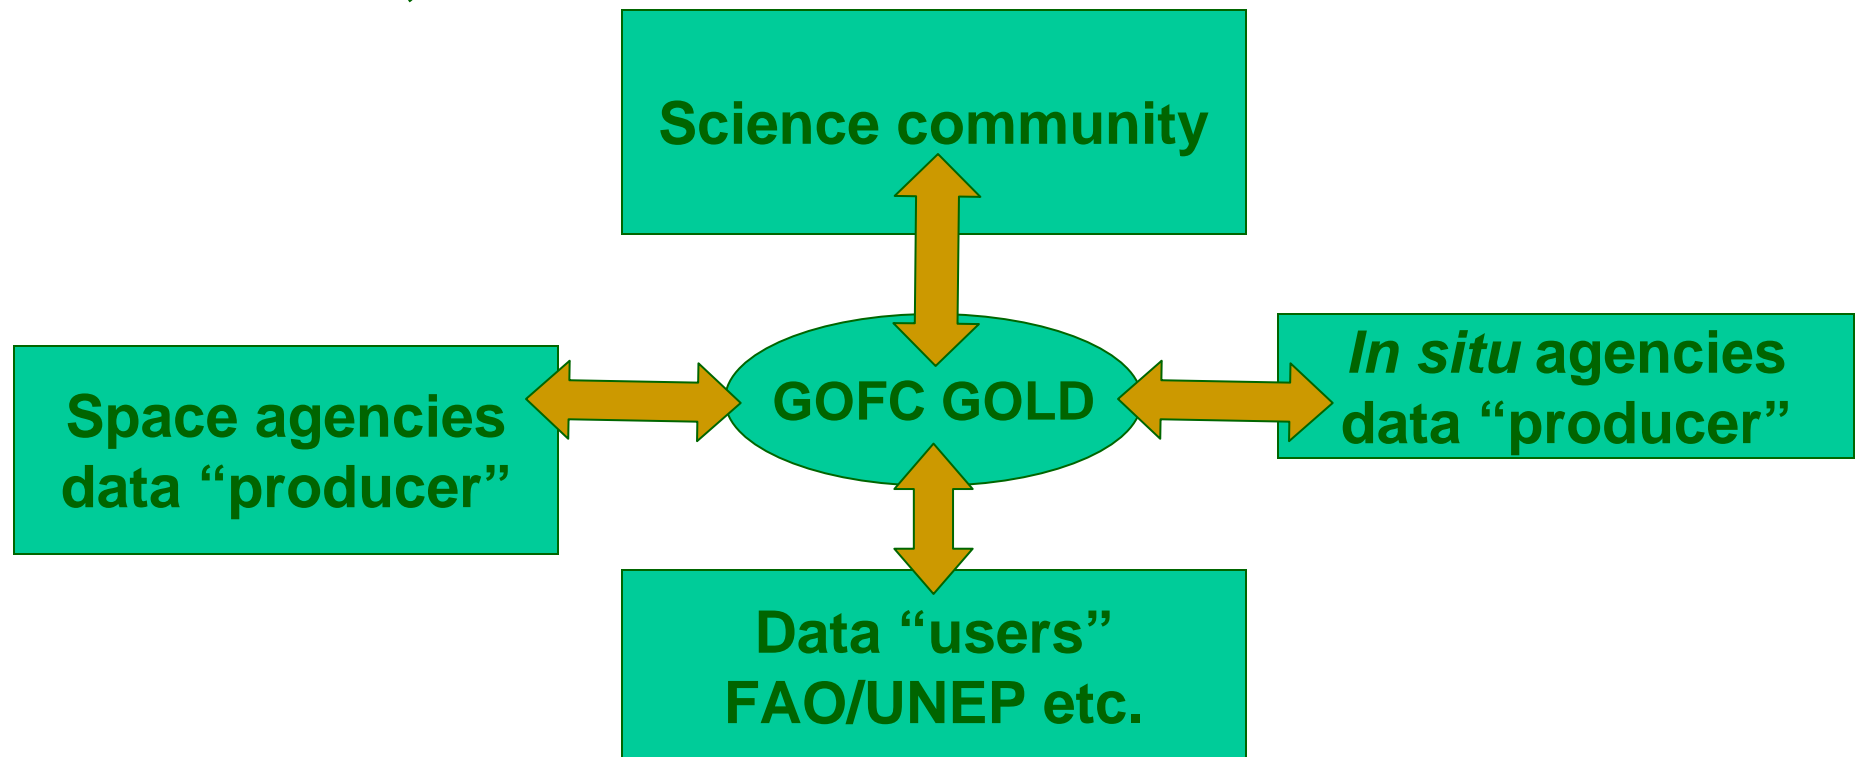 Science community
Space agencies
data “producer”
GOFC GOLD
In situ agencies
data “producer”
Data “users”
FAO/UNEP etc.